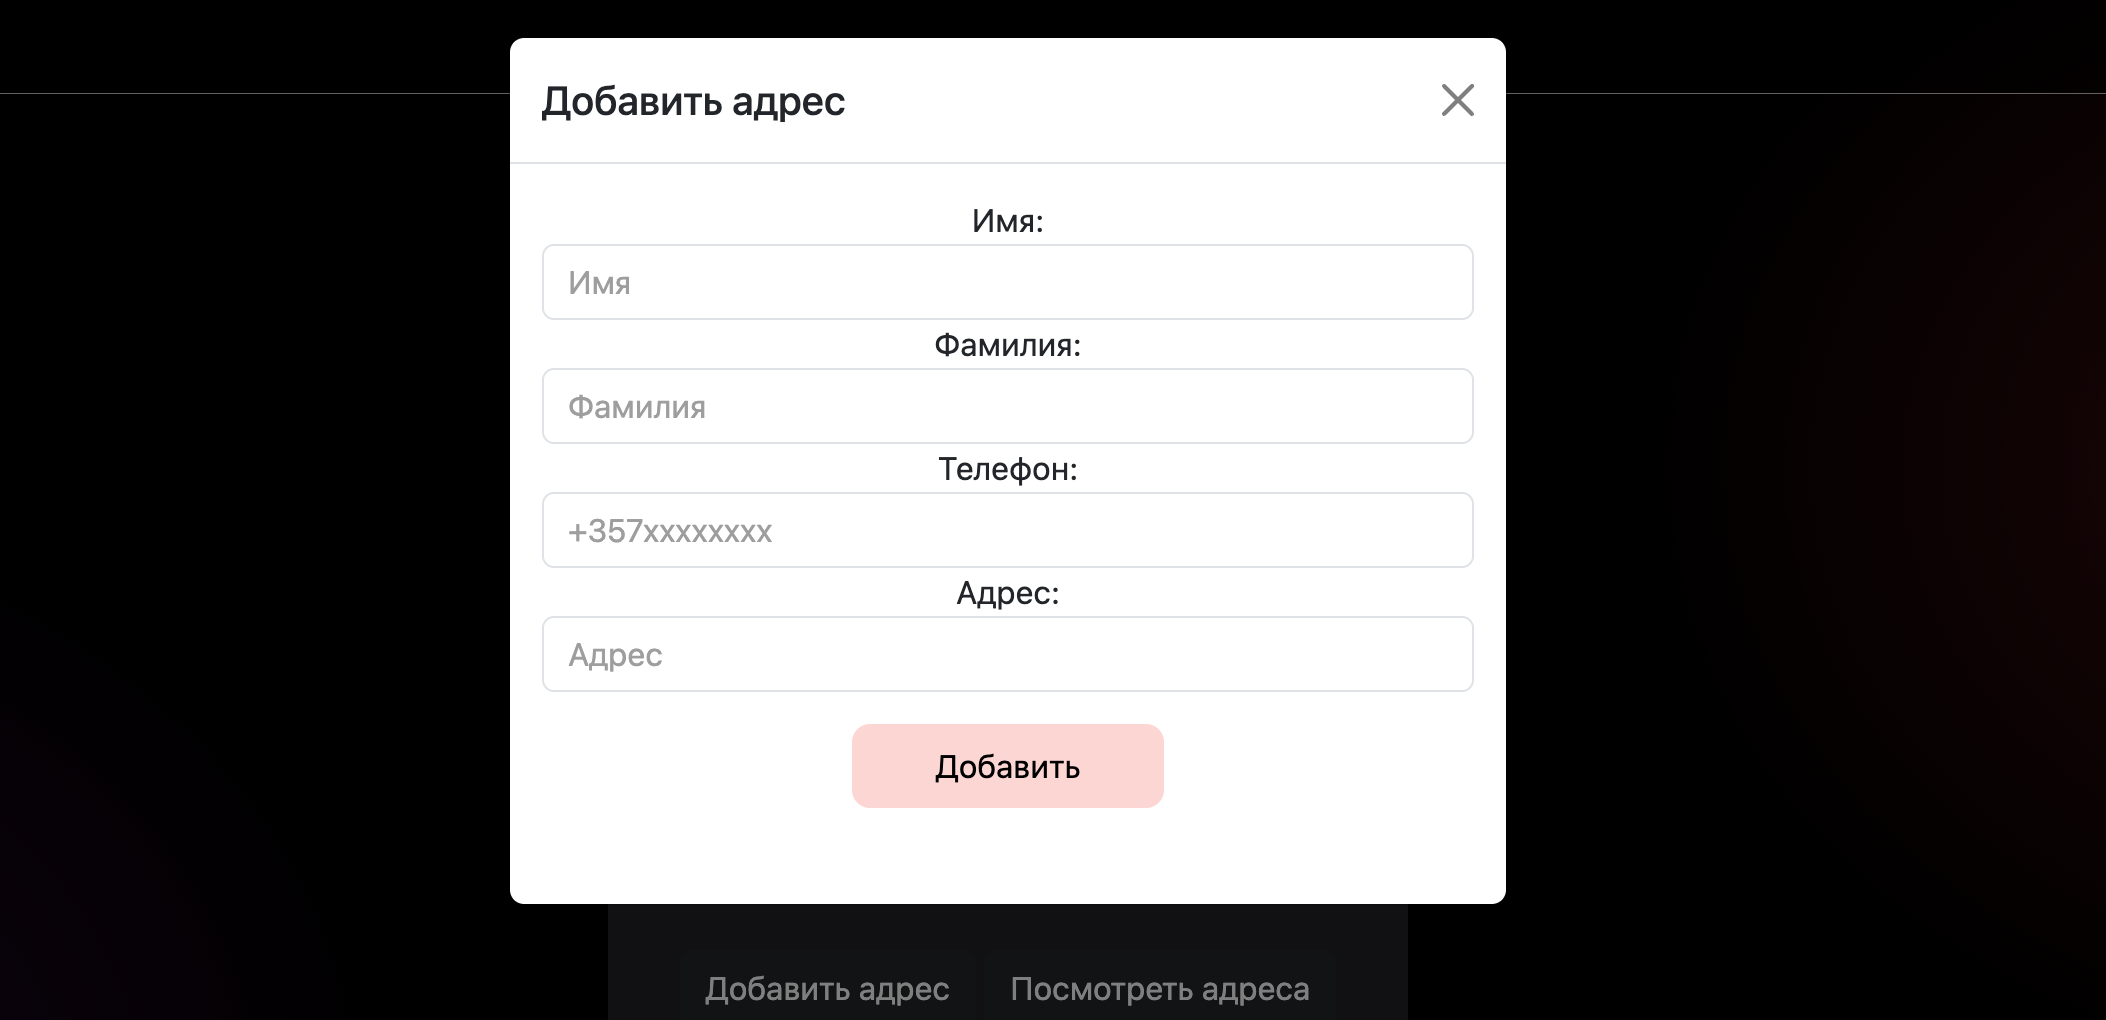 Добавить адрес
Имя:
Имя
Фамилия:
Фамилия
Телефон:
+357xxxxxxxx
Адрес:
Адрес
Добавить
Добавить адрес Посмотреть адреса